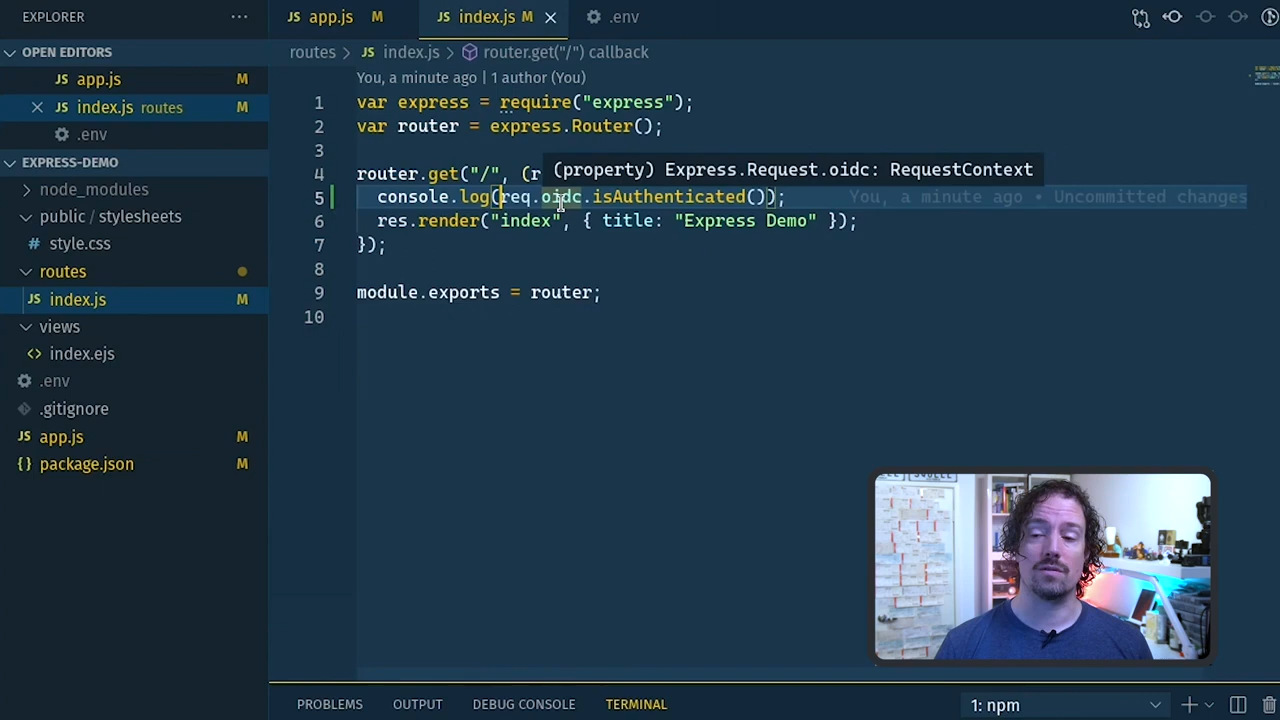 EXPLORER
OPEN EDITORS
JS app.js M
JS index.js routes M
.env
EXPRESS-DEMO
node_modules
public / stylesheets
style.css
routes
JS index.js M
views
index.ejs
.env
.gitignore
JS app.js M
package.json M
JS app.js M
JS index.js M
.env
routes > JS index.js > router.get("/") callback
You, a minute ago | 1 author (You)
1 var express = require("express");
2 var router = express.Router();
3
4 router.get("/", (r
(property) Express.Request.oidc: RequestContext
5 console.log(req.oidc.isAuthenticated()); You, a minute ago • Uncommitted changes
6 res.render("index", { title: "Express Demo" });
7 });
8
9 module.exports = router;
10
PROBLEMS OUTPUT DEBUG CONSOLE TERMINAL 1: npm